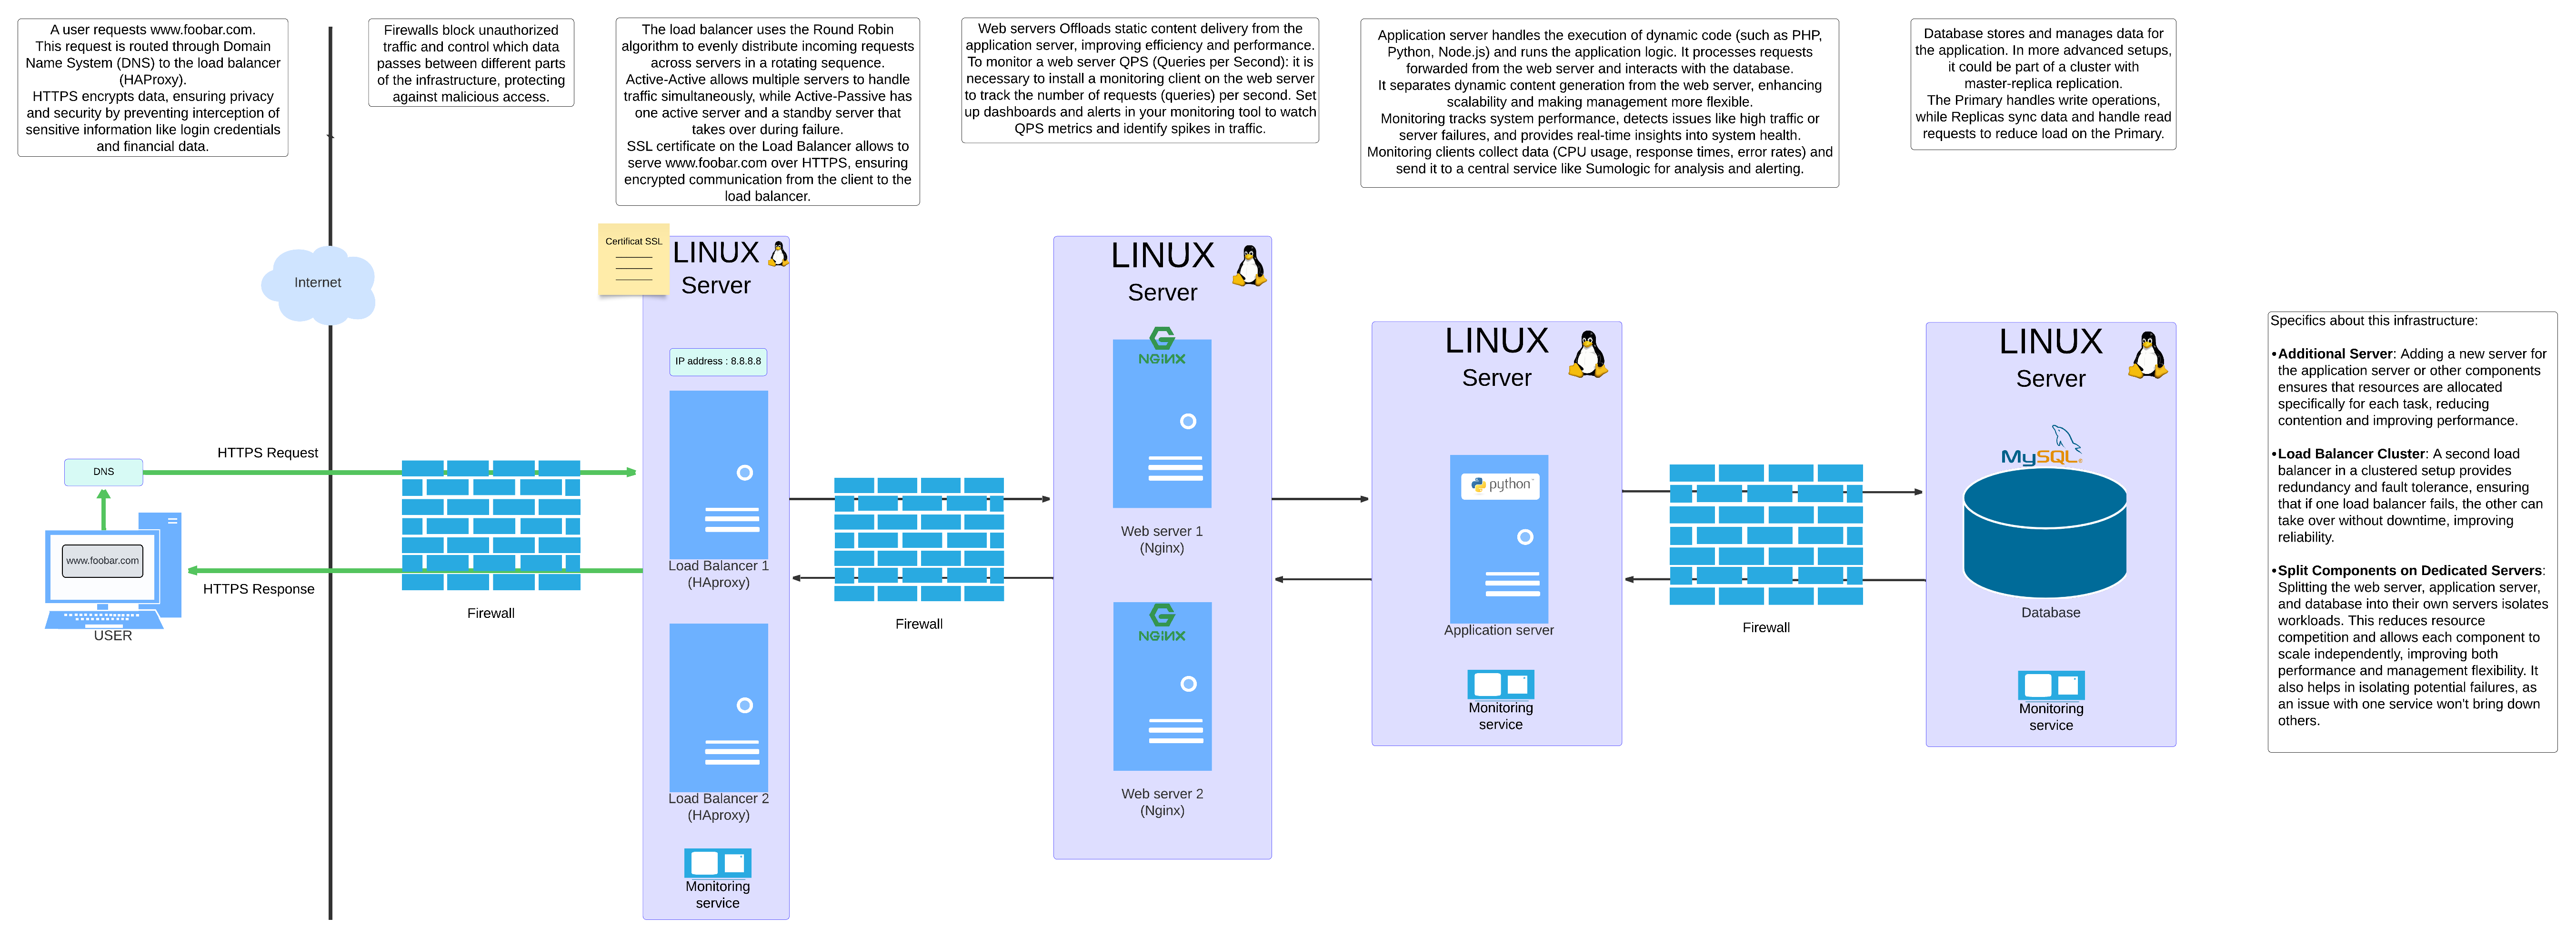 A user requests www.foobar.com.
This request is routed through Domain
Name System (DNS) to the load balancer
(HAProxy).
HTTPS encrypts data, ensuring privacy
and security by preventing interception of
sensitive information like login credentials
and financial data.
Firewalls block unauthorized
traffic and control which data
passes between different parts
of the infrastructure, protecting
against malicious access.
The load balancer uses the Round Robin
algorithm to evenly distribute incoming requests
across servers in a rotating sequence.
Active-Active allows multiple servers to handle
traffic simultaneously, while Active-Passive has
one active server and a standby server that
takes over during failure.
SSL certificate on the Load Balancer allows to
serve www.foobar.com over HTTPS, ensuring
encrypted communication from the client to the
load balancer.
Web servers Offloads static content delivery from the
application server, improving efficiency and performance.
To monitor a web server QPS (Queries per Second): it is
necessary to install a monitoring client on the web server
to track the number of requests (queries) per second. Set
up dashboards and alerts in your monitoring tool to watch
QPS metrics and identify spikes in traffic.
Application server handles the execution of dynamic code (such as PHP,
Python, Node.js) and runs the application logic. It processes requests
forwarded from the web server and interacts with the database.
It separates dynamic content generation from the web server, enhancing
scalability and making management more flexible.
Monitoring tracks system performance, detects issues like high traffic or
server failures, and provides real-time insights into system health.
Monitoring clients collect data (CPU usage, response times, error rates) and
send it to a central service like Sumologic for analysis and alerting.
Database stores and manages data for
the application. In more advanced setups,
it could be part of a cluster with
master-replica replication.
The Primary handles write operations,
while Replicas sync data and handle read
requests to reduce load on the Primary.
Internet
DNS
HTTPS Request
www.foobar.com
HTTPS Response
USER
Firewall
Certificat SSL
LINUX
Server
IP address : 8.8.8.8
Load Balancer 1
(HAproxy)
Load Balancer 2
(HAproxy)
Monitoring
service
Firewall
LINUX
Server
NGINX
Web server 1
(Nginx)
NGINX
Web server 2
(Nginx)
LINUX
Server
python
Application server
Monitoring
service
Firewall
LINUX
Server
MySQL
Database
Monitoring
service
Specifics about this infrastructure:
•Additional Server: Adding a new server for
the application server or other components
ensures that resources are allocated
specifically for each task, reducing
contention and improving performance.
•Load Balancer Cluster: A second load
balancer in a clustered setup provides
redundancy and fault tolerance, ensuring
that if one load balancer fails, the other can
take over without downtime, improving
reliability.
•Split Components on Dedicated Servers:
Splitting the web server, application server,
and database into their own servers isolates
workloads. This reduces resource
competition and allows each component to
scale independently, improving both
performance and management flexibility. It
also helps in isolating potential failures, as
an issue with one service won't bring down
others.